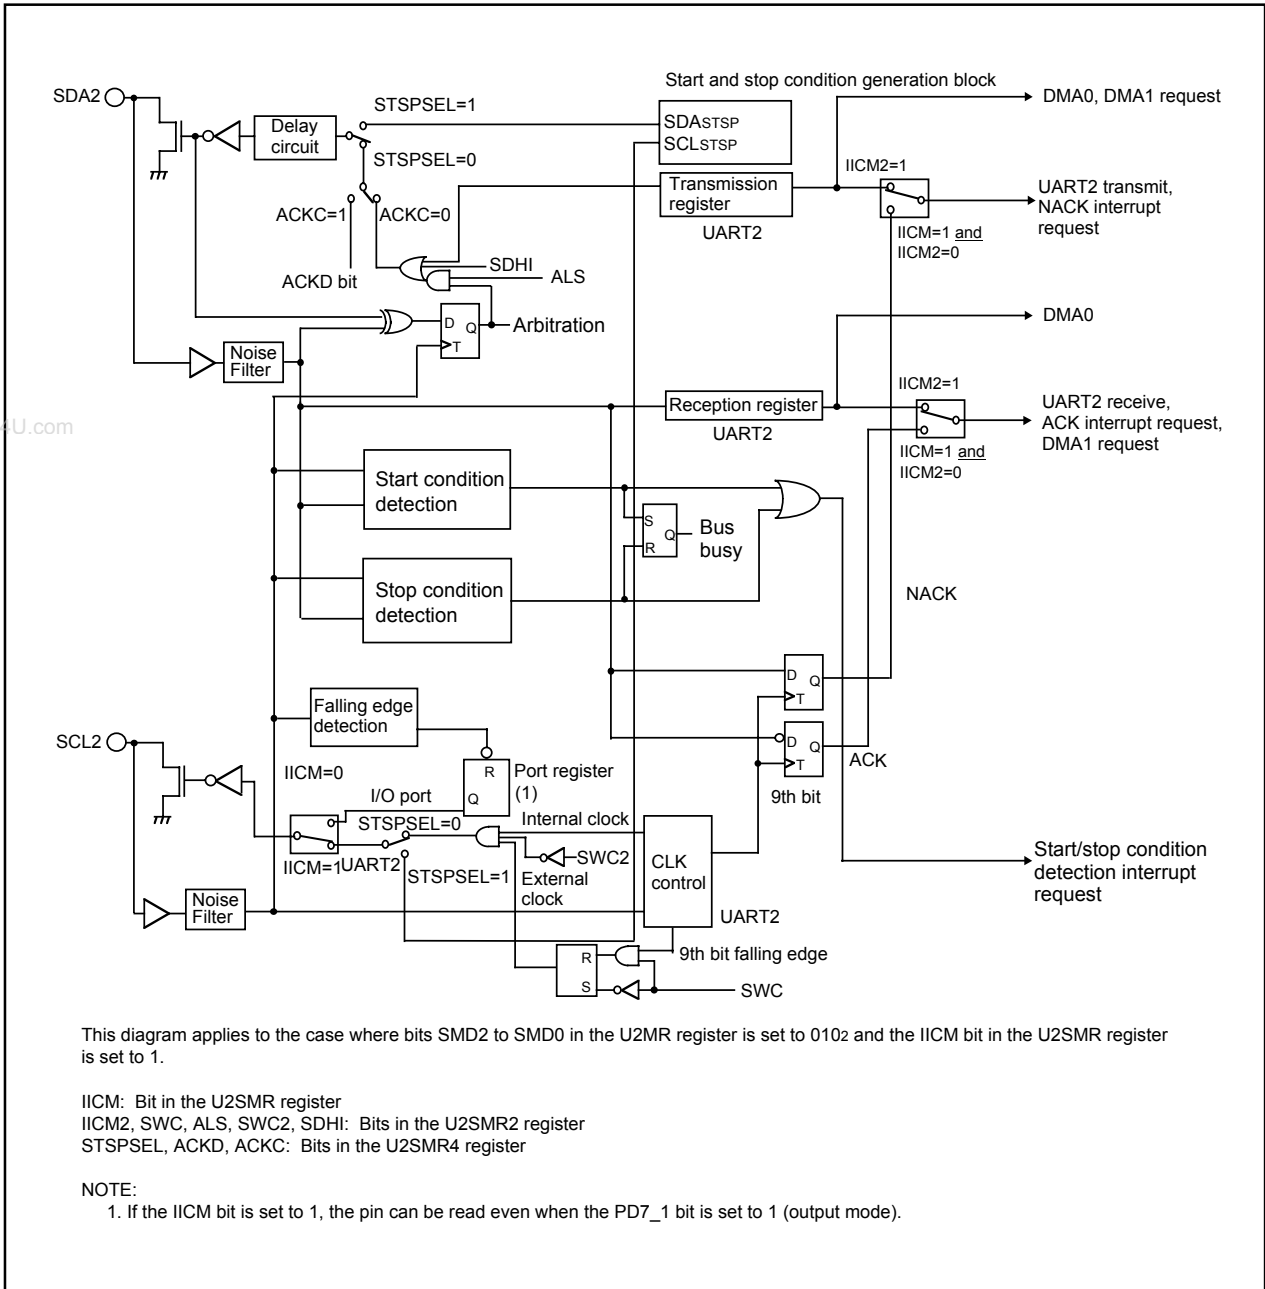 Start and stop condition generation block
SDA2
STSPSEL=1
DMA0, DMA1 request
Delay
circuit
SDASTSP
SCLSTSP
STSPSEL=0
IICM2=1
Transmission
register
UART2 transmit,
NACK interrupt
request
ACKC=1
ACKC=0
UART2
IICM=1 and
IICM2=0
SDHI
ALS
ACKD bit
DMA0
D
Q
T
Arbitration
Noise
Filter
IICM2=1
4U.com
Reception register
UART2
UART2 receive,
ACK interrupt request,
DMA1 request
IICM=1 and
IICM2=0
Start condition
detection
S
Q
R
Bus
busy
Stop condition
detection
NACK
D
Q
T
Falling edge
detection
SCL2
D
Q
T
ACK
9th bit
IICM=0
R
Q
Port register
(1)
I/O port
STSPSEL=0
Internal clock
IICM=1
UART2
SWC2
STSPSEL=1
External
clock
CLK
control
Start/stop condition
detection interrupt
request
Noise
Filter
UART2
R
S
9th bit falling edge
SWC
This diagram applies to the case where bits SMD2 to SMD0 in the U2MR register is set to 0102 and the IICM bit in the U2SMR register
is set to 1.
IICM: Bit in the U2SMR register
IICM2, SWC, ALS, SWC2, SDHI: Bits in the U2SMR2 register
STSPSEL, ACKD, ACKC: Bits in the U2SMR4 register
NOTE:
1. If the IICM bit is set to 1, the pin can be read even when the PD7_1 bit is set to 1 (output mode).